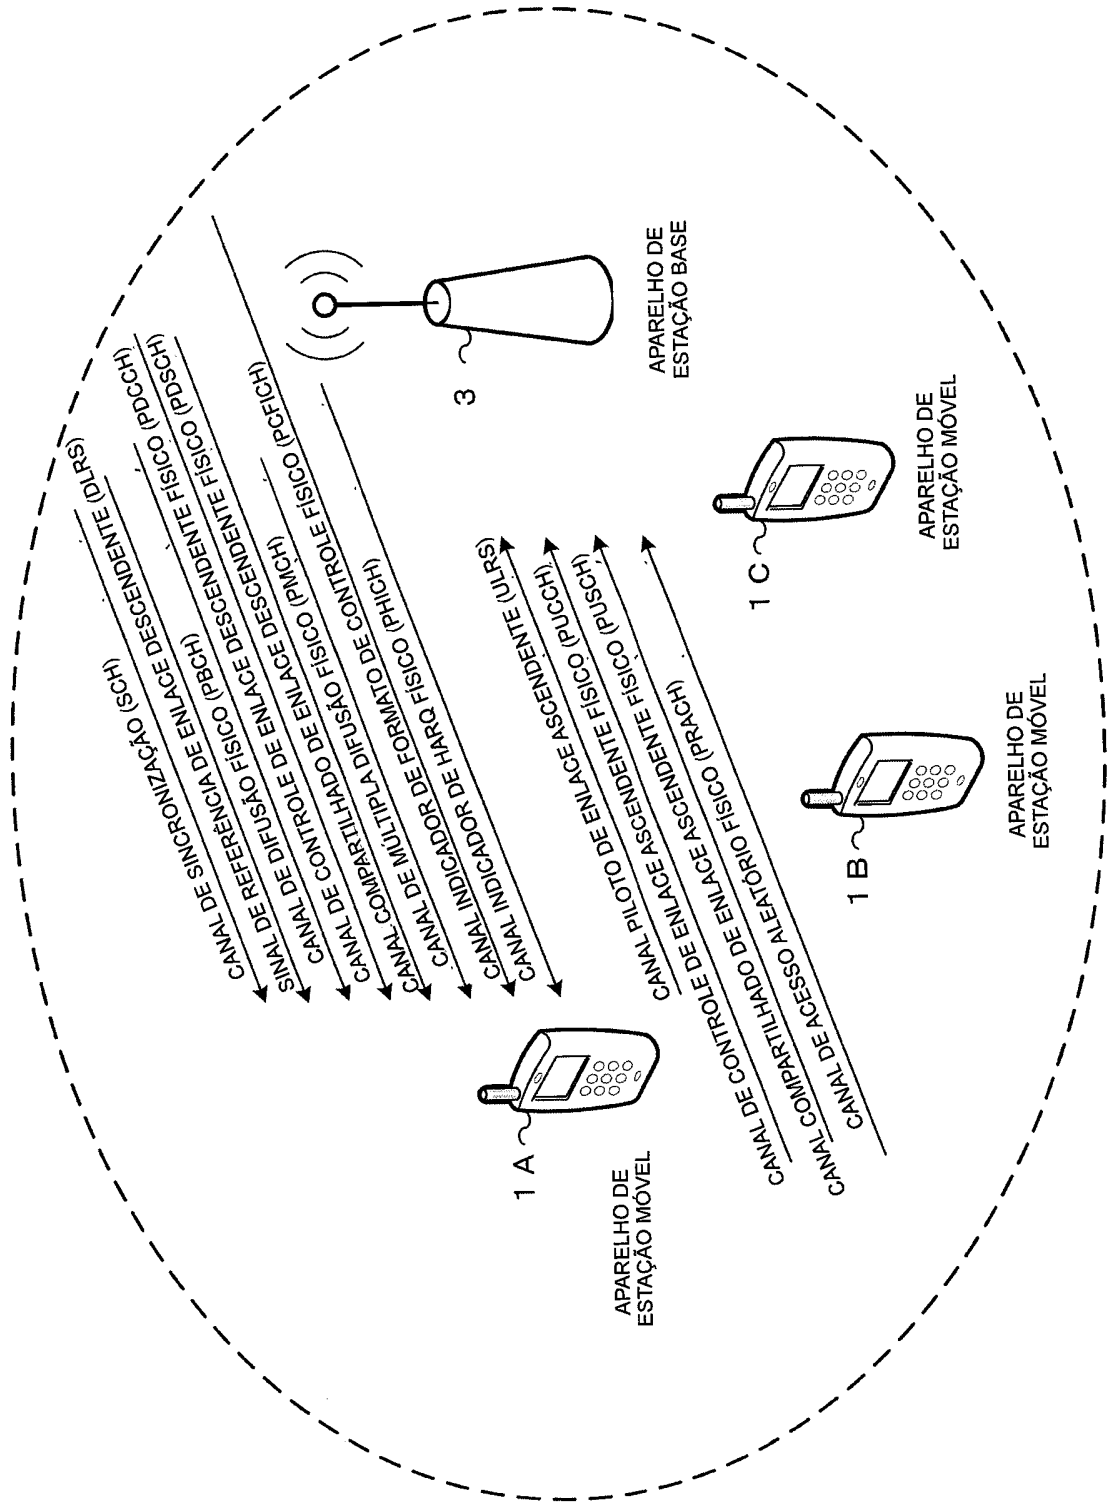 CANAL DE SINCRONIZAÇÃO (SCH)
SINAL DE REFERÊNCIA DE ENLACE DESCENDENTE (DLRS)
CANAL DE DIFUSÃO FÍSICO (PBCH)
CANAL DE CONTROLE DE ENLACE DESCENDENTE FÍSICO (PDCCH)
CANAL COMPARTILHADO DE ENLACE DESCENDENTE FÍSICO (PDSCH)
CANAL DE MÚLTIPLA DIFUSÃO FÍSICO (PMCH)
CANAL INDICADOR DE FORMATO DE CONTROLE FÍSICO (PCFICH)
CANAL INDICADOR DE HARQ FÍSICO (PHICH)
3
APARELHO DE
ESTAÇÃO BASE
CANAL PILOTO DE ENLACE ASCENDENTE (ULRS)
CANAL DE CONTROLE DE ENLACE ASCENDENTE FÍSICO (PUCCH)
CANAL COMPARTILHADO DE ENLACE ASCENDENTE FÍSICO (PUSCH)
CANAL DE ACESSO ALEATÓRIO FÍSICO (PRACH)
1 A
APARELHO DE
ESTAÇÃO MÓVEL
1 B
APARELHO DE
ESTAÇÃO MÓVEL
1 C
APARELHO DE
ESTAÇÃO MÓVEL